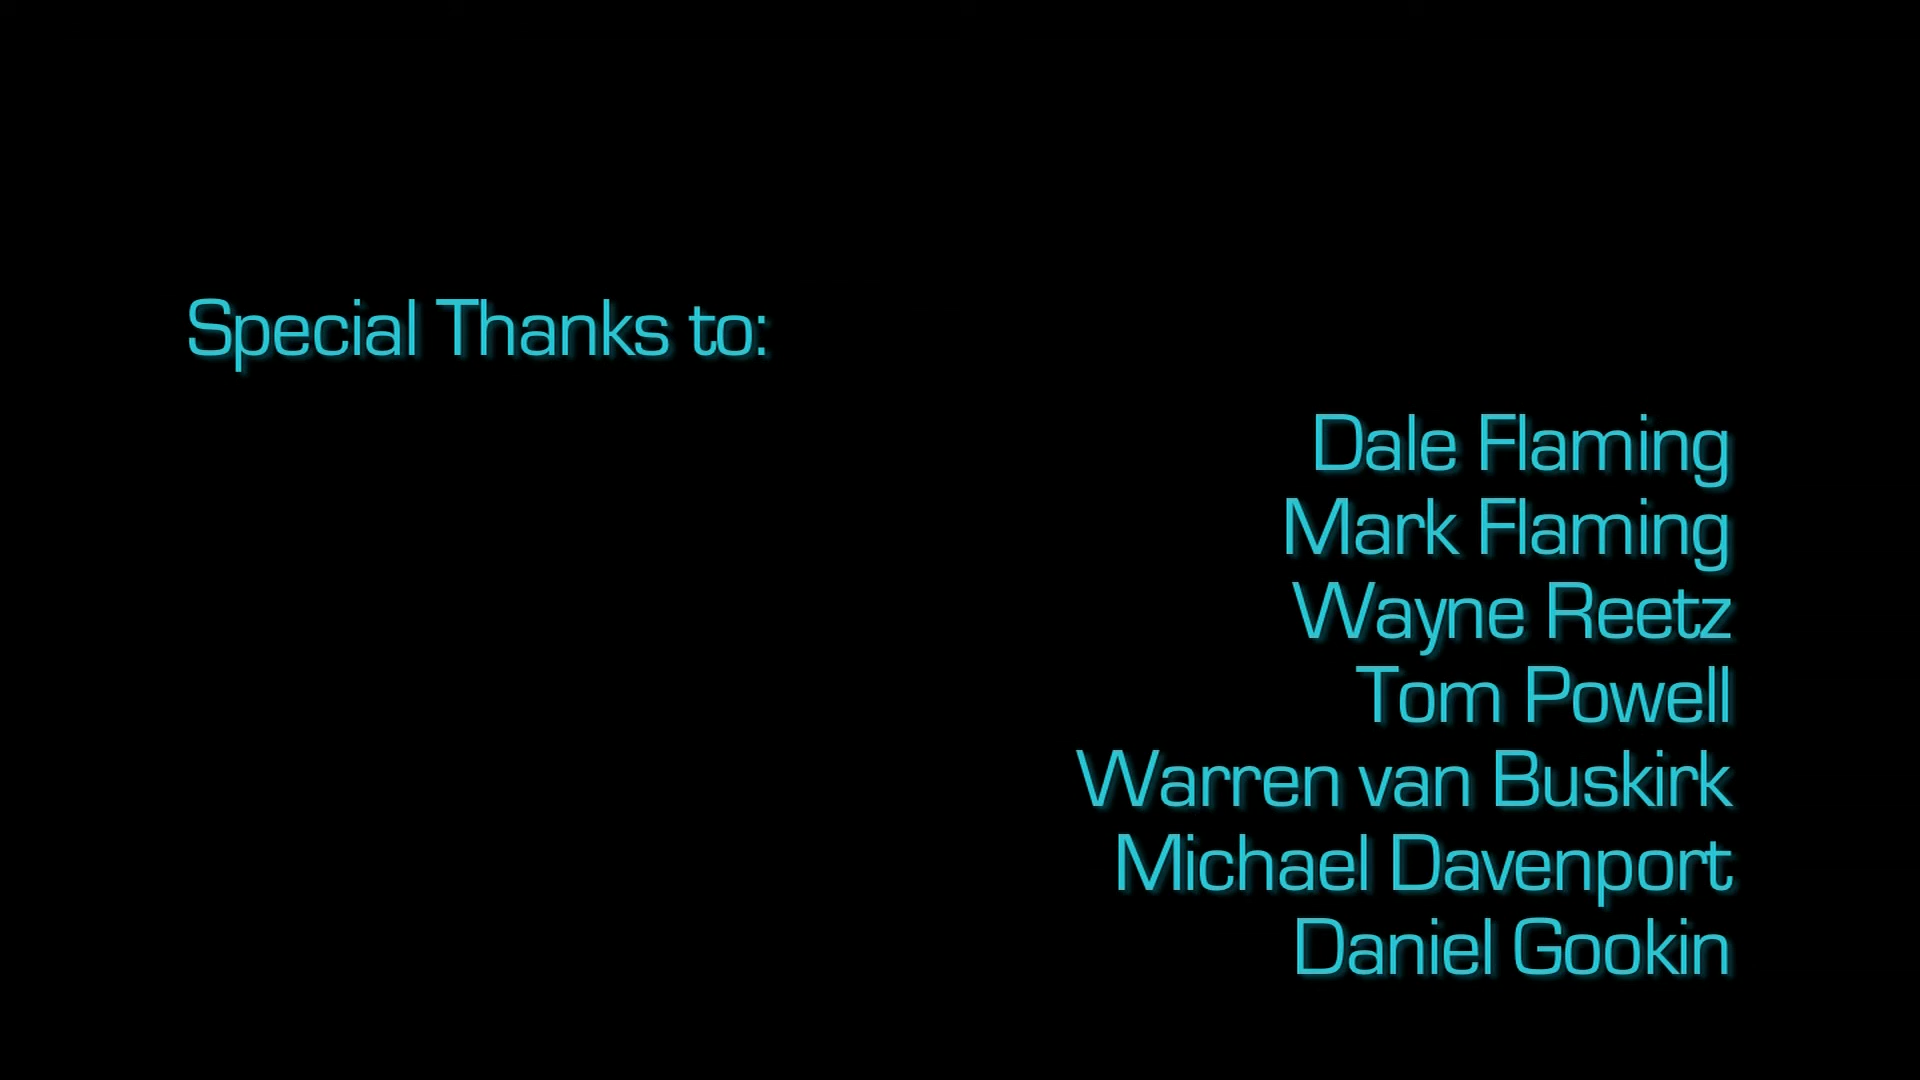 Special Thanks to:
Dale Flaming
Mark Flaming
Wayne Reetz
Tom Powell
Warren van Buskirk
Michael Davenport
Daniel Gookin